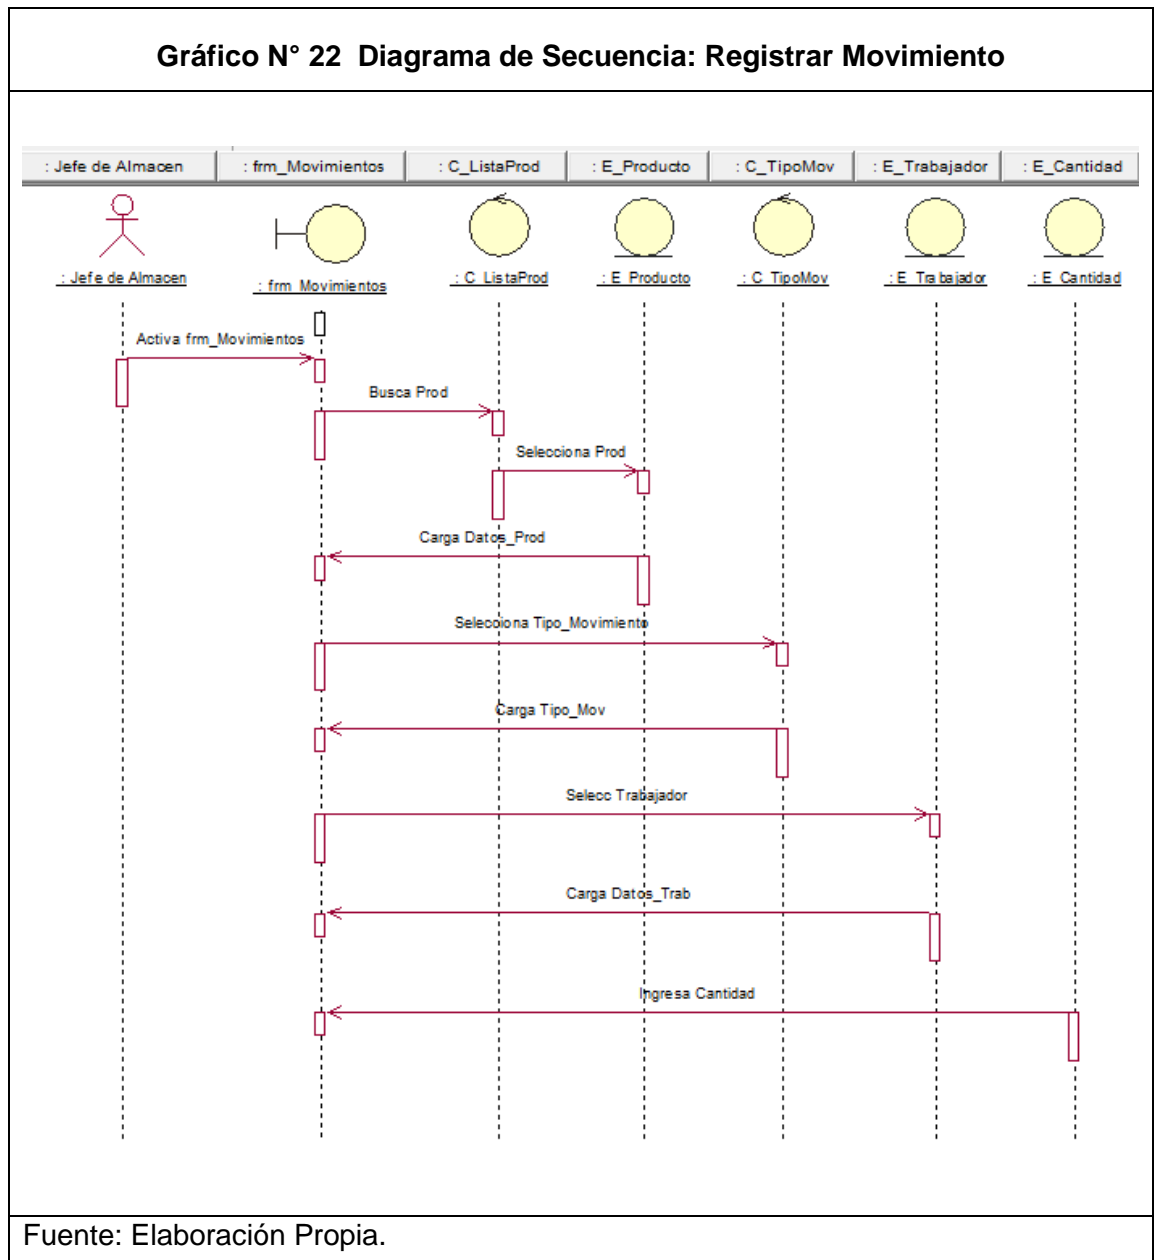 Gráfico N° 22  Diagrama de Secuencia: Registrar Movimiento
: Jefe de Almacen
: frm_Movimientos
: C_ListaProd
: E_Producto
: C_TipoMov
: E_Trabajador
: E_Cantidad
: Jefe de Almacen
: frm_Movimientos
: C_ListaProd
: E_Producto
: C_TipoMov
: E_Trabajador
: E_Cantidad
Activa frm_Movimientos
Busca Prod
Selecciona Prod
Carga Datos_Prod
Selecciona Tipo_Movimiento
Carga Tipo_Mov
Selecc Trabajador
Carga Datos_Trab
Ingresa Cantidad
Fuente: Elaboración Propia.